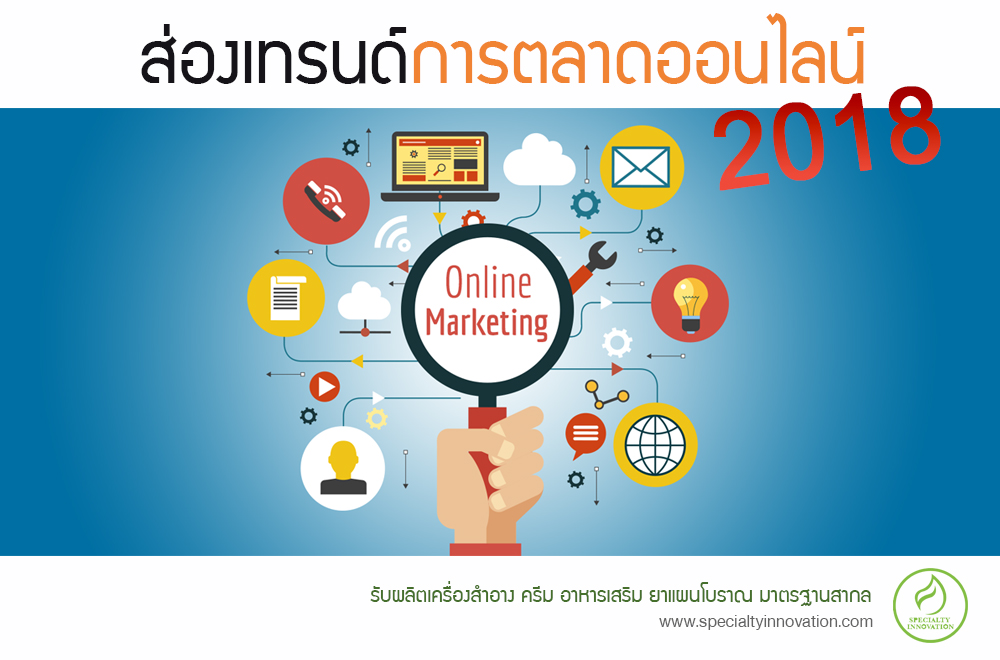 ส่องเทรนด์การตลาดออนไลน์
2018
Online
Marketing
รับผลิตเครื่องสำอาง ครีม อาหารเสริม ยาแผนโบราณ มาตรฐานสากล
www.specialtyinnovation.com
SPECIALTY
INNOVATION